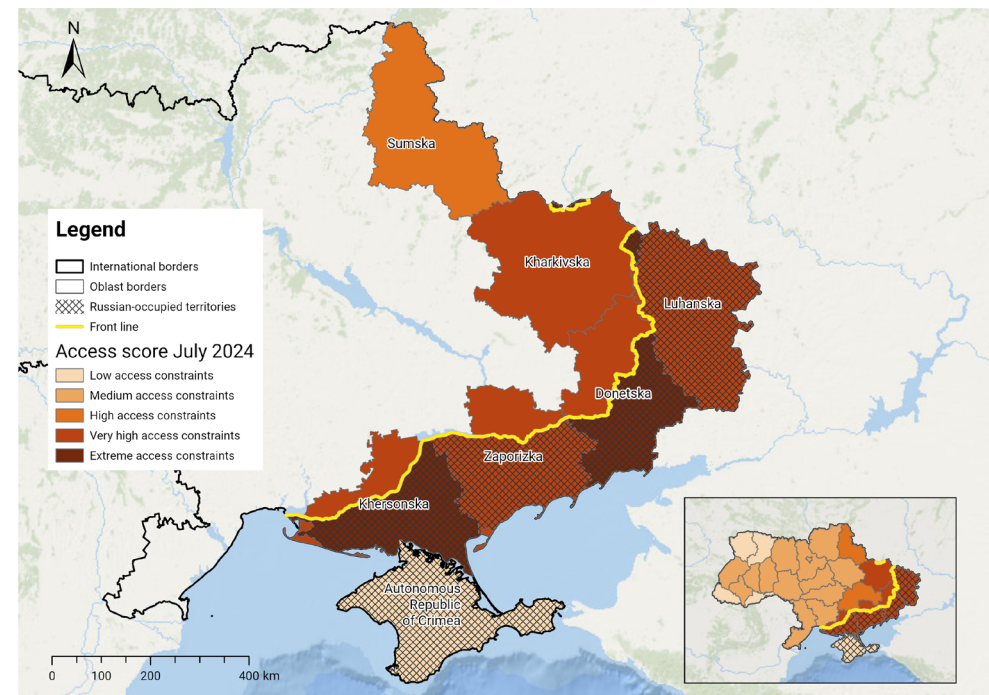 N
Sumska
Kharkivska
Luhanska
Donetska
Zaporizka
Khersonska
Autonomous
Republic
of Crimea
Legend
International borders
Oblast borders
Russian-occupied territories
Front line
Access score July 2024
Low access constraints
Medium access constraints
High access constraints
Very high access constraints
Extreme access constraints
0 100 200 400 km